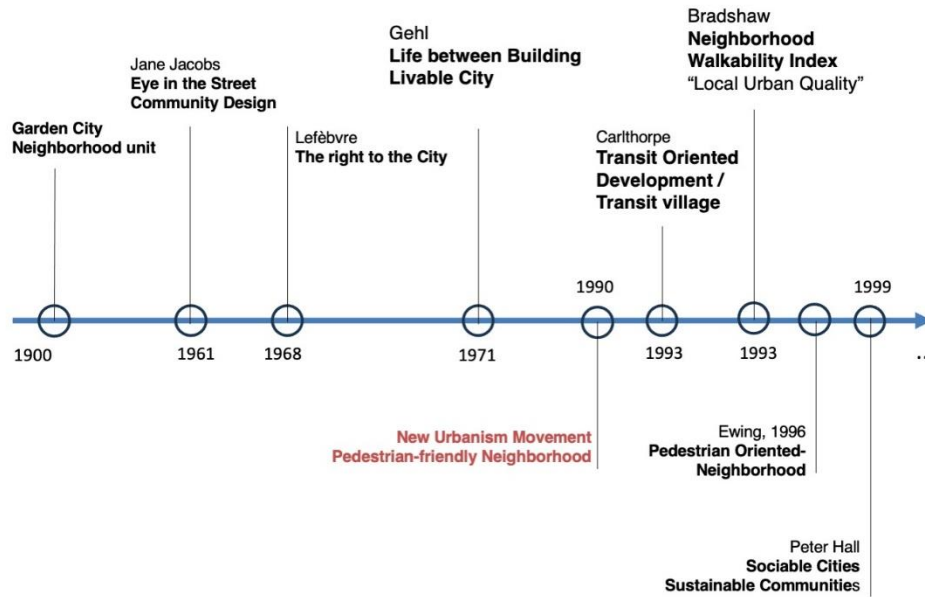 Garden City
Neighborhood unit
Jane Jacobs
Eye in the Street
Community Design
Lefèbvre
The right to the City
Gehl
Life between Building
Livable City
Carlthorpe
Transit Oriented
Development /
Transit village
Bradshaw
Neighborhood
Walkability Index
“Local Urban Quality”
1990
1999
1900
1961
1968
1971
1993
1993
..
New Urbanism Movement
Pedestrian-friendly Neighborhood
Ewing, 1996
Pedestrian Oriented-
Neighborhood
Peter Hall
Sociable Cities
Sustainable Communities